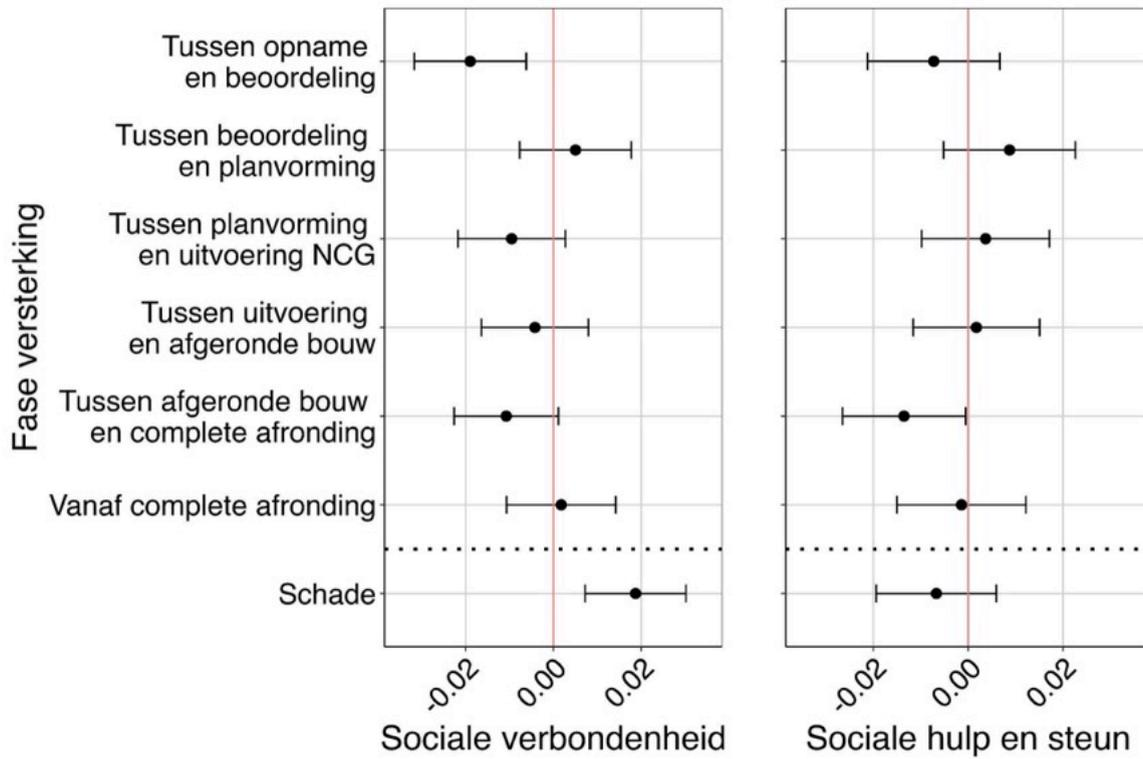 Tussen opname
en beoordeling
Tussen beoordeling
en planvorming
Tussen planvorming
en uitvoering NCG
Tussen uitvoering
en afgeronde bouw
Tussen afgeronde bouw
en complete afronding
Vanaf complete afronding
Schade
Fase versterking
-0.02 0.00 0.02
-0.02 0.00 0.02
Sociale verbondenheid
Sociale hulp en steun